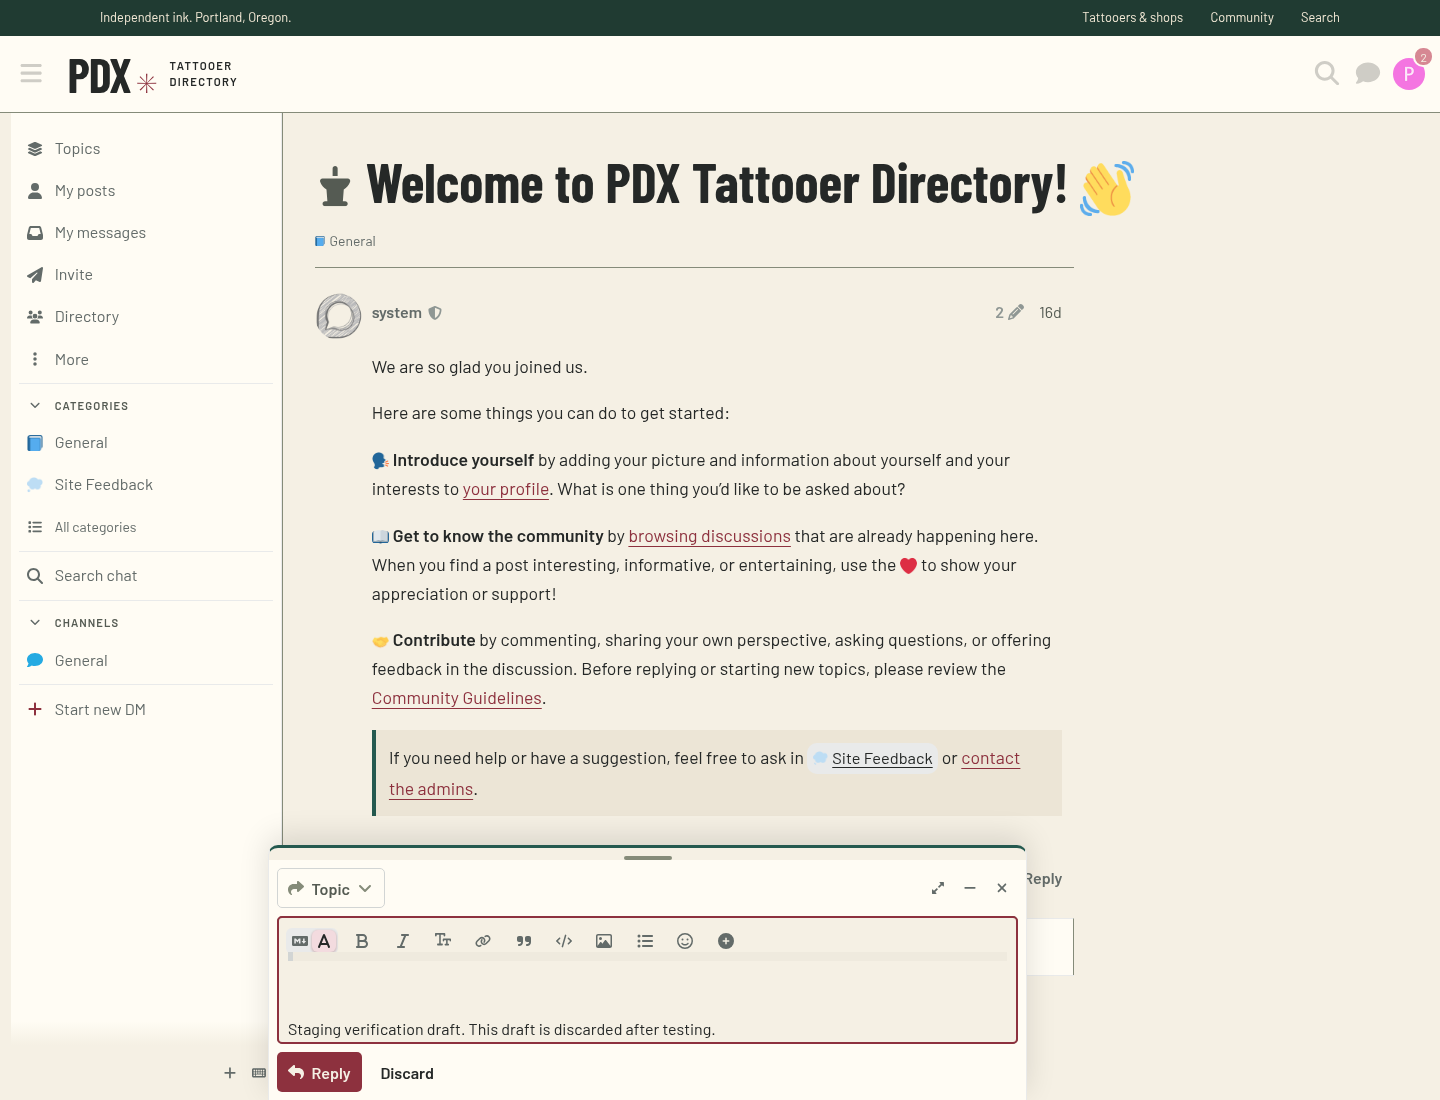 Independent ink. Portland, Oregon.
Tattooers & shops
Community
Search
PDX
TATTOOER
DIRECTORY
2
P
Topics
My posts
My messages
Invite
Directory
More
CATEGORIES
General
Site Feedback
All categories
Search chat
CHANNELS
General
Start new DM
Welcome to PDX Tattooer Directory!
General
system
2
16d
We are so glad you joined us.
Here are some things you can do to get started:
Introduce yourself by adding your picture and information about yourself and your
interests to your profile. What is one thing you’d like to be asked about?
Get to know the community by browsing discussions that are already happening here.
When you find a post interesting, informative, or entertaining, use the to show your
appreciation or support!
Contribute by commenting, sharing your own perspective, asking questions, or offering
feedback in the discussion. Before replying or starting new topics, please review the
Community Guidelines.
If you need help or have a suggestion, feel free to ask in Site Feedback or contact
the admins.
Reply
Topic
Staging verification draft. This draft is discarded after testing.
Reply
Discard